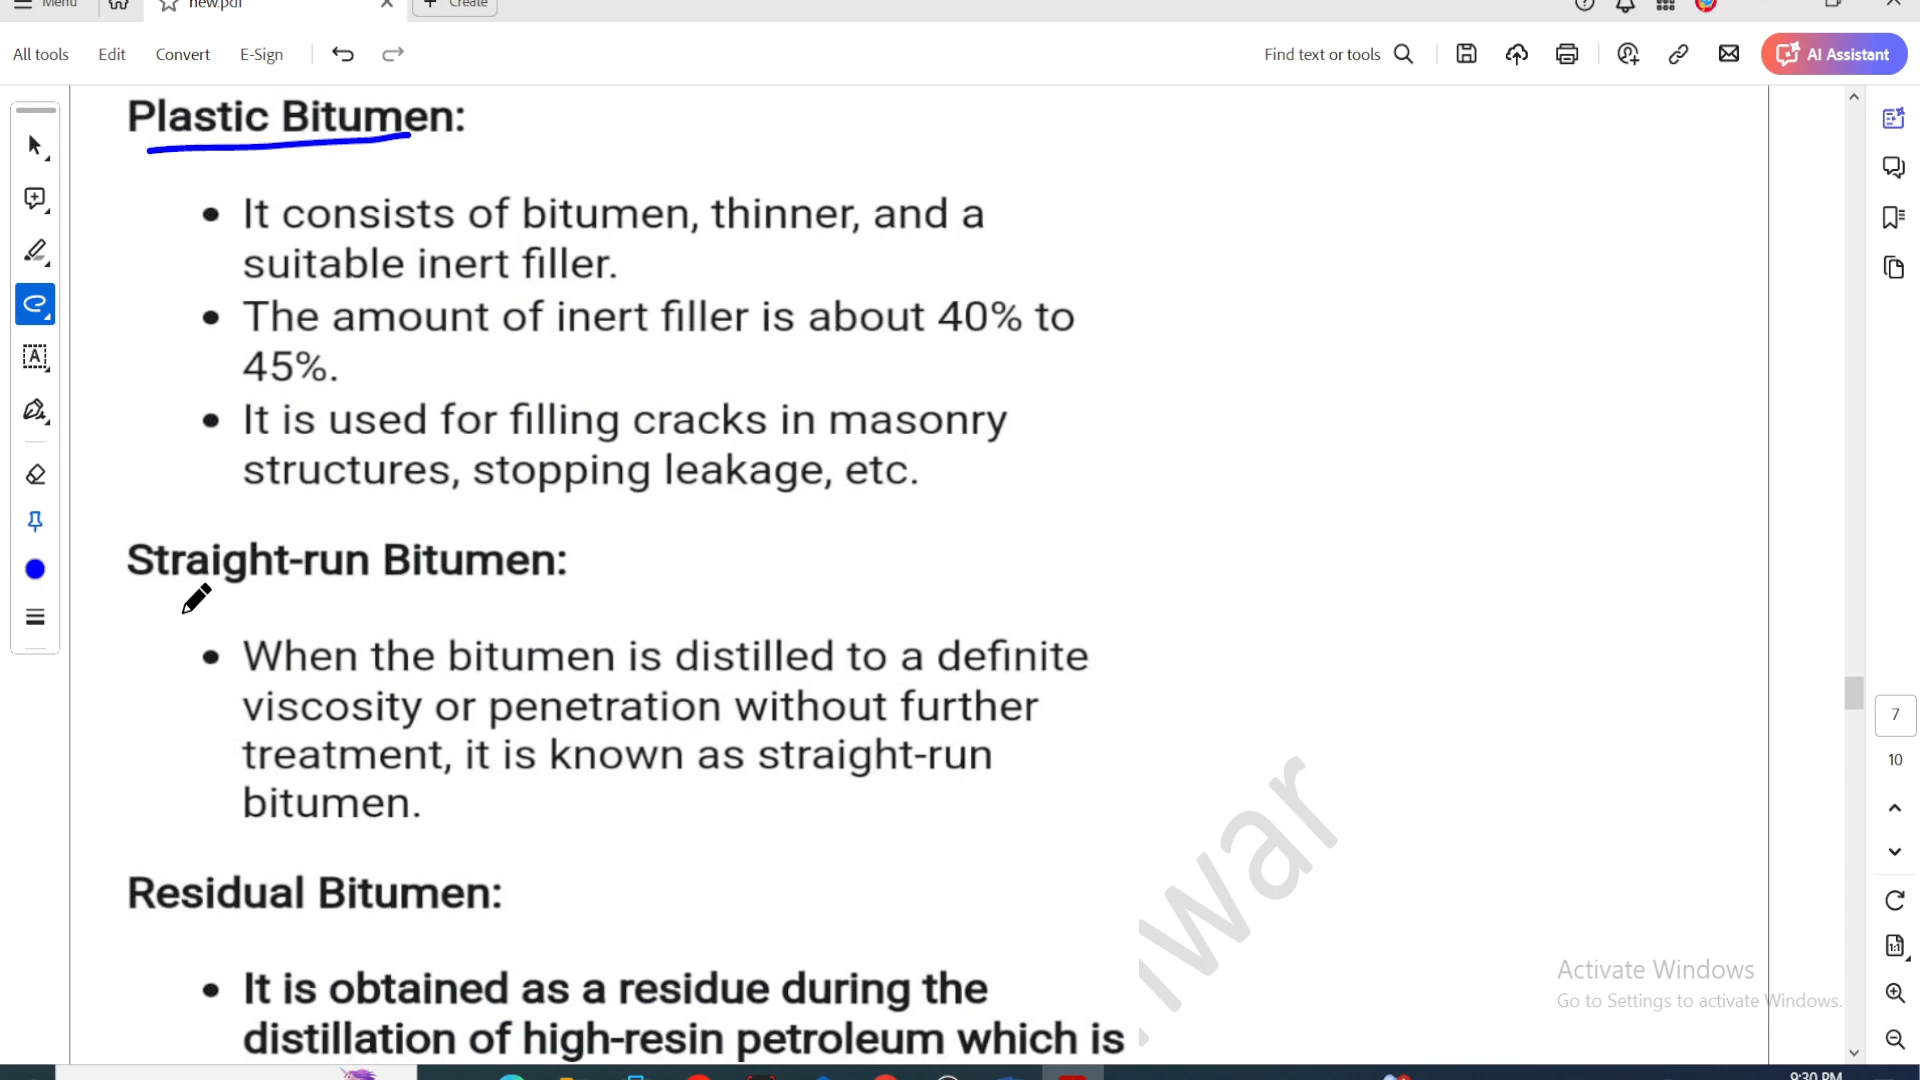 Menu
new.pdf
Create
All tools
Edit
Convert
E-Sign
Find text or tools
AI Assistant
Plastic Bitumen:
• It consists of bitumen, thinner, and a
suitable inert filler.
• The amount of inert filler is about 40% to
45%.
• It is used for filling cracks in masonry
structures, stopping leakage, etc.
Straight-run Bitumen:
• When the bitumen is distilled to a definite
viscosity or penetration without further
treatment, it is known as straight-run
bitumen.
Residual Bitumen:
• It is obtained as a residue during the
distillation of high-resin petroleum which is
war
7
10
Activate Windows
Go to Settings to activate Windows.
9:30 PM